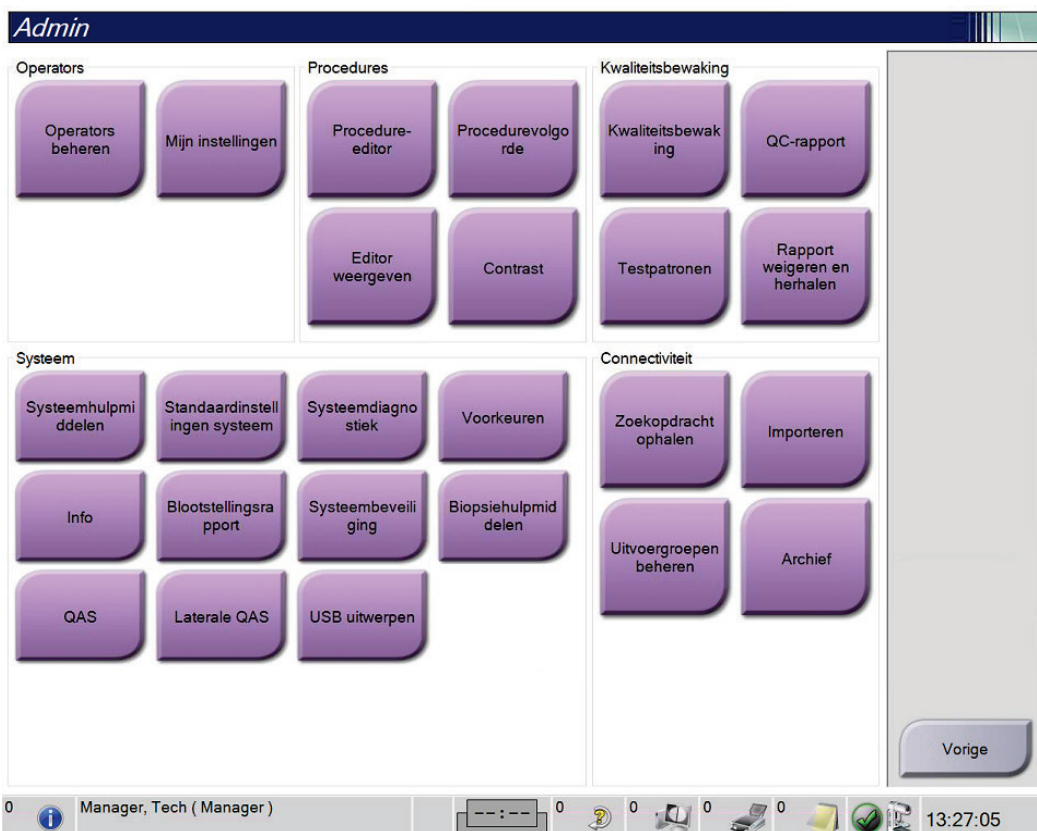 Admin
Operators
Operators
beheren
Mijn instellingen
Procedures
Procedure-
editor
Procedurevolgo
rde
Editor
weergeven
Contrast
Kwaliteitsbewaking
Kwaliteitsbewak
ing
QC-rapport
Testpatronen
Rapport
weigeren en
herhalen
Systeem
Systeemhulpmi
ddelen
Standaardinstell
ingen systeem
Systeemdiagno
stiek
Voorkeuren
Info
Blootstellingsra
pport
Systeembeveili
ging
Biopsiehulpmid
delen
QAS
Laterale QAS
USB uitwerpen
Connectiviteit
Zoekopdracht
ophalen
Importeren
Uitvoergroepen
beheren
Archief
Vorige
0
Manager, Tech ( Manager )
--:--
0
0
0
0
13:27:05